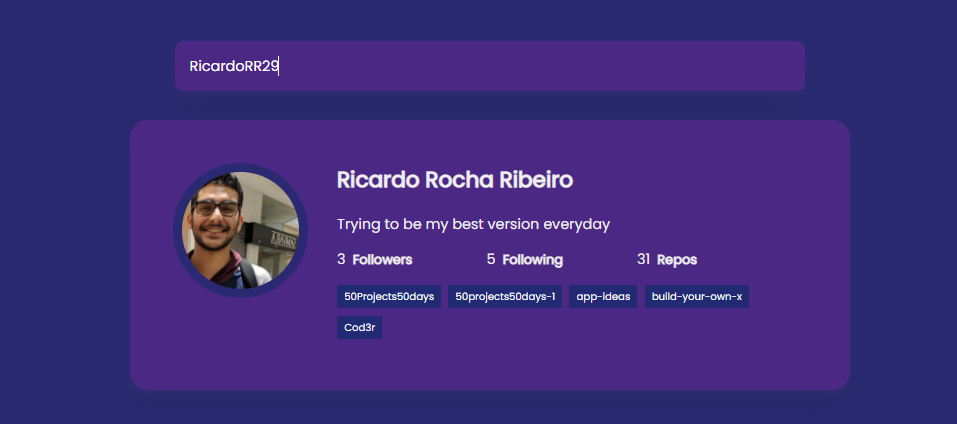 RicardoRR29
Ricardo Rocha Ribeiro
Trying to be my best version everyday
3 Followers 5 Following 31 Repos
50Projects50days 50projects50days-1 app-ideas build-your-own-x
Cod3r